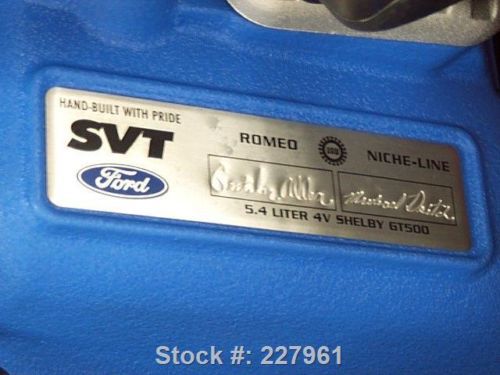 HAND-BUILT WITH PRIDE
SVT
Ford
ROMEO
NICHE-LINE
5.4 LITER 4V SHELBY GT500
Stock #: 227961